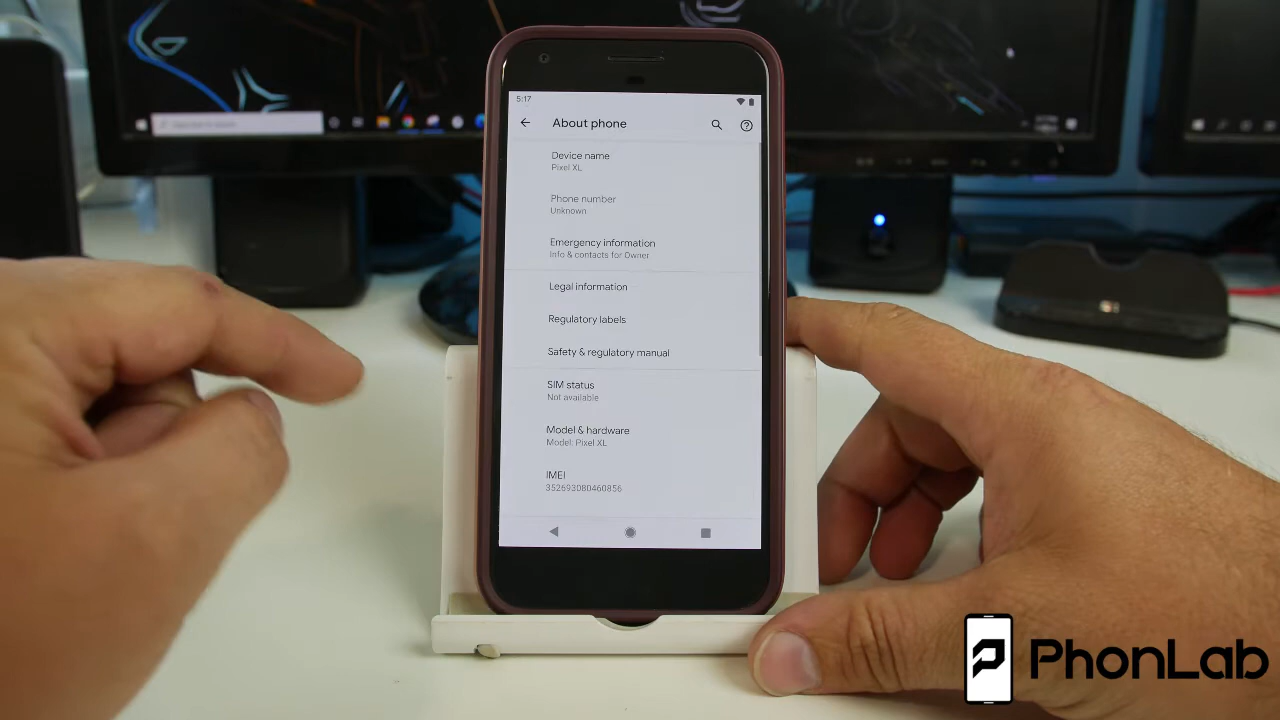 5:17
About phone
Device name
Pixel XL
Phone number
Unknown
Emergency information
Info & contacts for Owner
Legal information
Regulatory labels
Safety & regulatory manual
SIM status
Not available
Model & hardware
Model: Pixel XL
IMEI
352693080460856
PhonLab